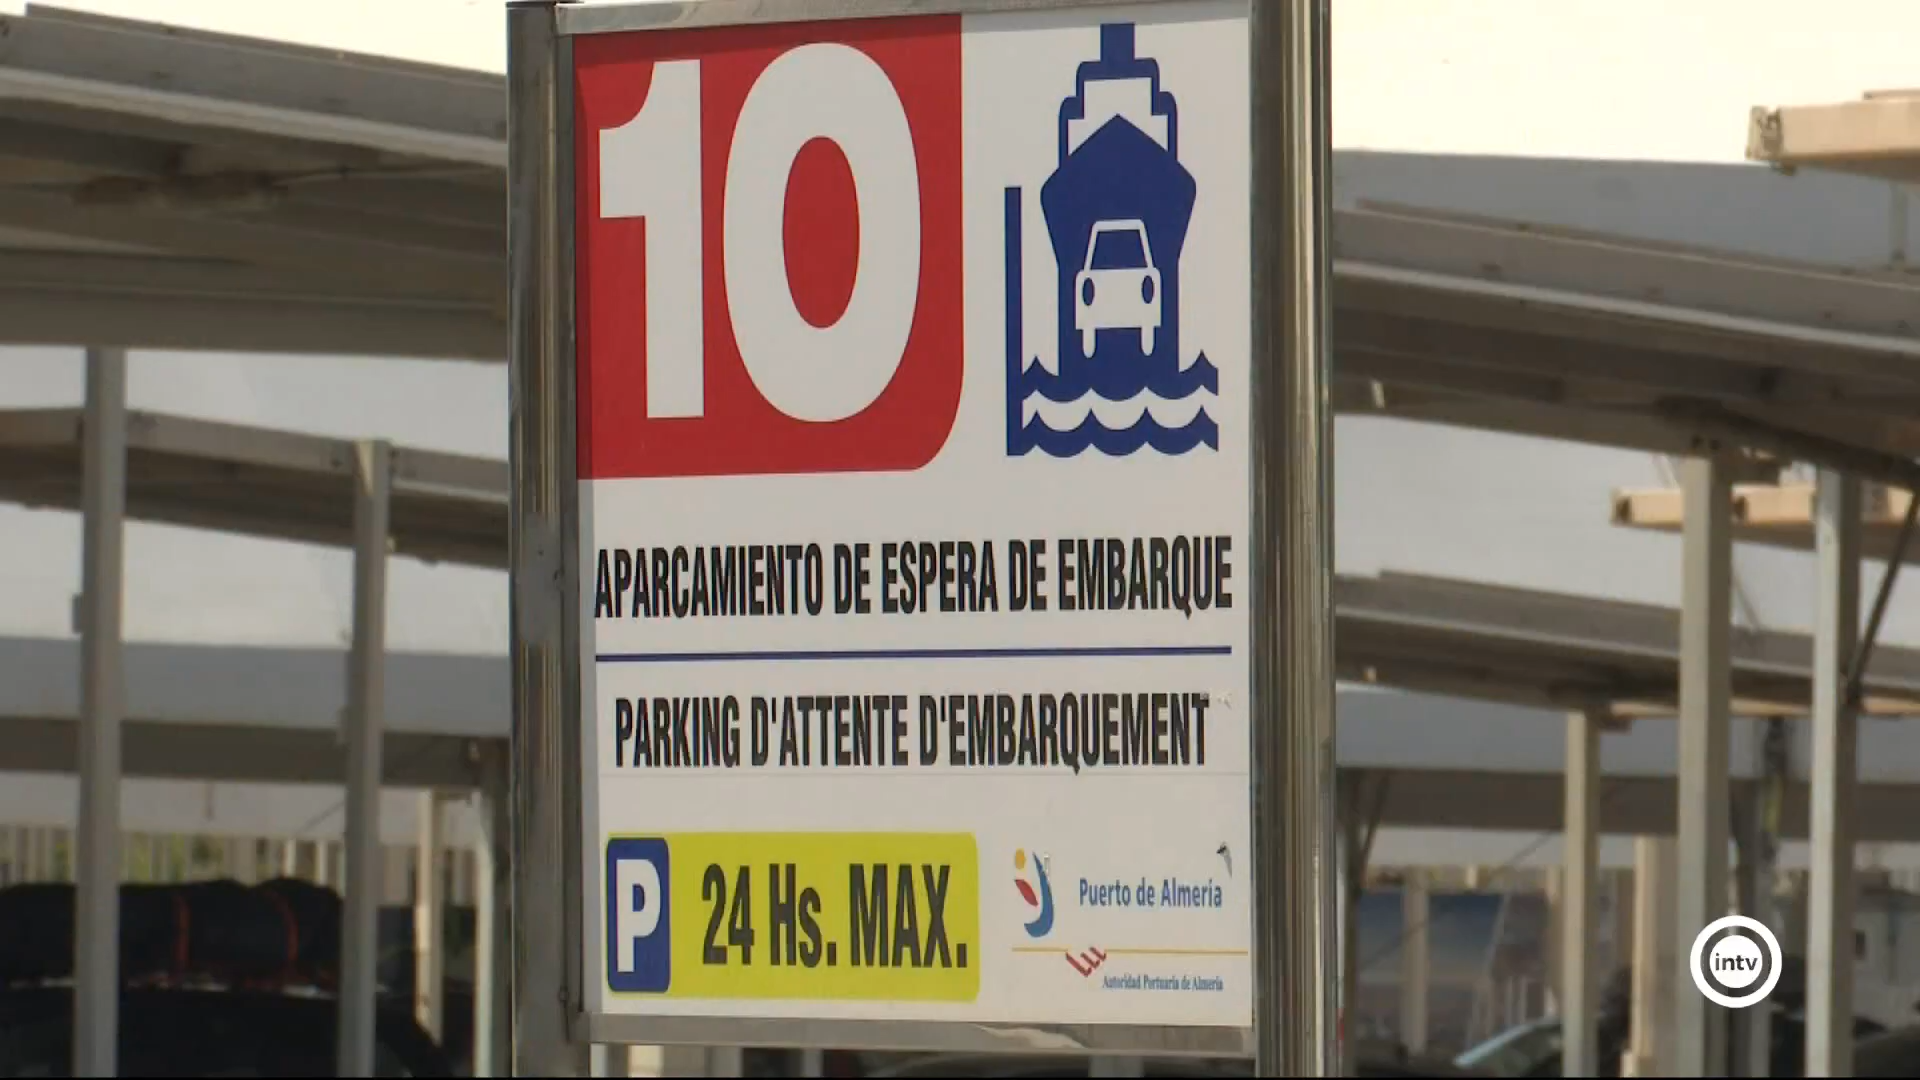 10
APARCAMIENTO DE ESPERA DE EMBARQUE
PARKING D'ATTENTE D'EMBARQUEMENT
P 24 Hs. MAX.
Puerto de Almería
Autoridad Portuaria de Almería
intv